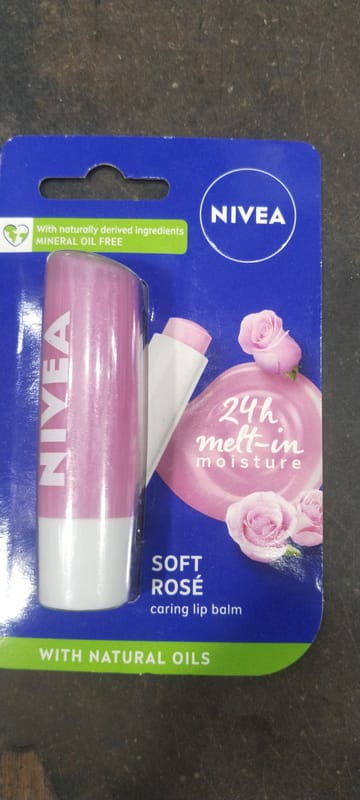 NIVEA
With naturally derived ingredients
MINERAL OIL FREE
NIVEA
24h
melt-in
moisture
SOFT
ROSÉ
caring lip balm
WITH NATURAL OILS